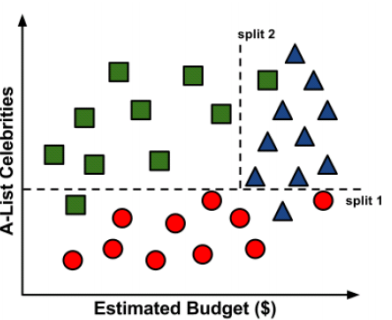 split 2
A-List Celebrities
split 1
Estimated Budget ($)